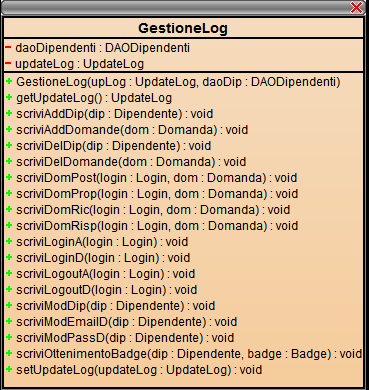 GestioneLog
- daoDipendenti : DAODipendenti
- updateLog : UpdateLog
+ GestioneLog(upLog : UpdateLog, daoDip : DAODipendenti)
+ getUpdateLog() : UpdateLog
+ scriviAddDip(dip : Dipendente) : void
+ scriviAddDomande(dom : Domanda) : void
+ scriviDelDip(dip : Dipendente) : void
+ scriviDelDomande(dom : Domanda) : void
+ scriviDomPost(login : Login, dom : Domanda) : void
+ scriviDomProp(login : Login, dom : Domanda) : void
+ scriviDomRic(login : Login, dom : Domanda) : void
+ scriviDomRisp(login : Login, dom : Domanda) : void
+ scriviLoginA(login : Login) : void
+ scriviLoginD(login : Login) : void
+ scriviLogoutA(login : Login) : void
+ scriviLogoutD(login : Login) : void
+ scriviModDip(dip : Dipendente) : void
+ scriviModEmailD(dip : Dipendente) : void
+ scriviModPassD(dip : Dipendente) : void
+ scriviOttenimentoBadge(dip : Dipendente, badge : Badge) : void
+ setUpdateLog(updateLog : UpdateLog) : void